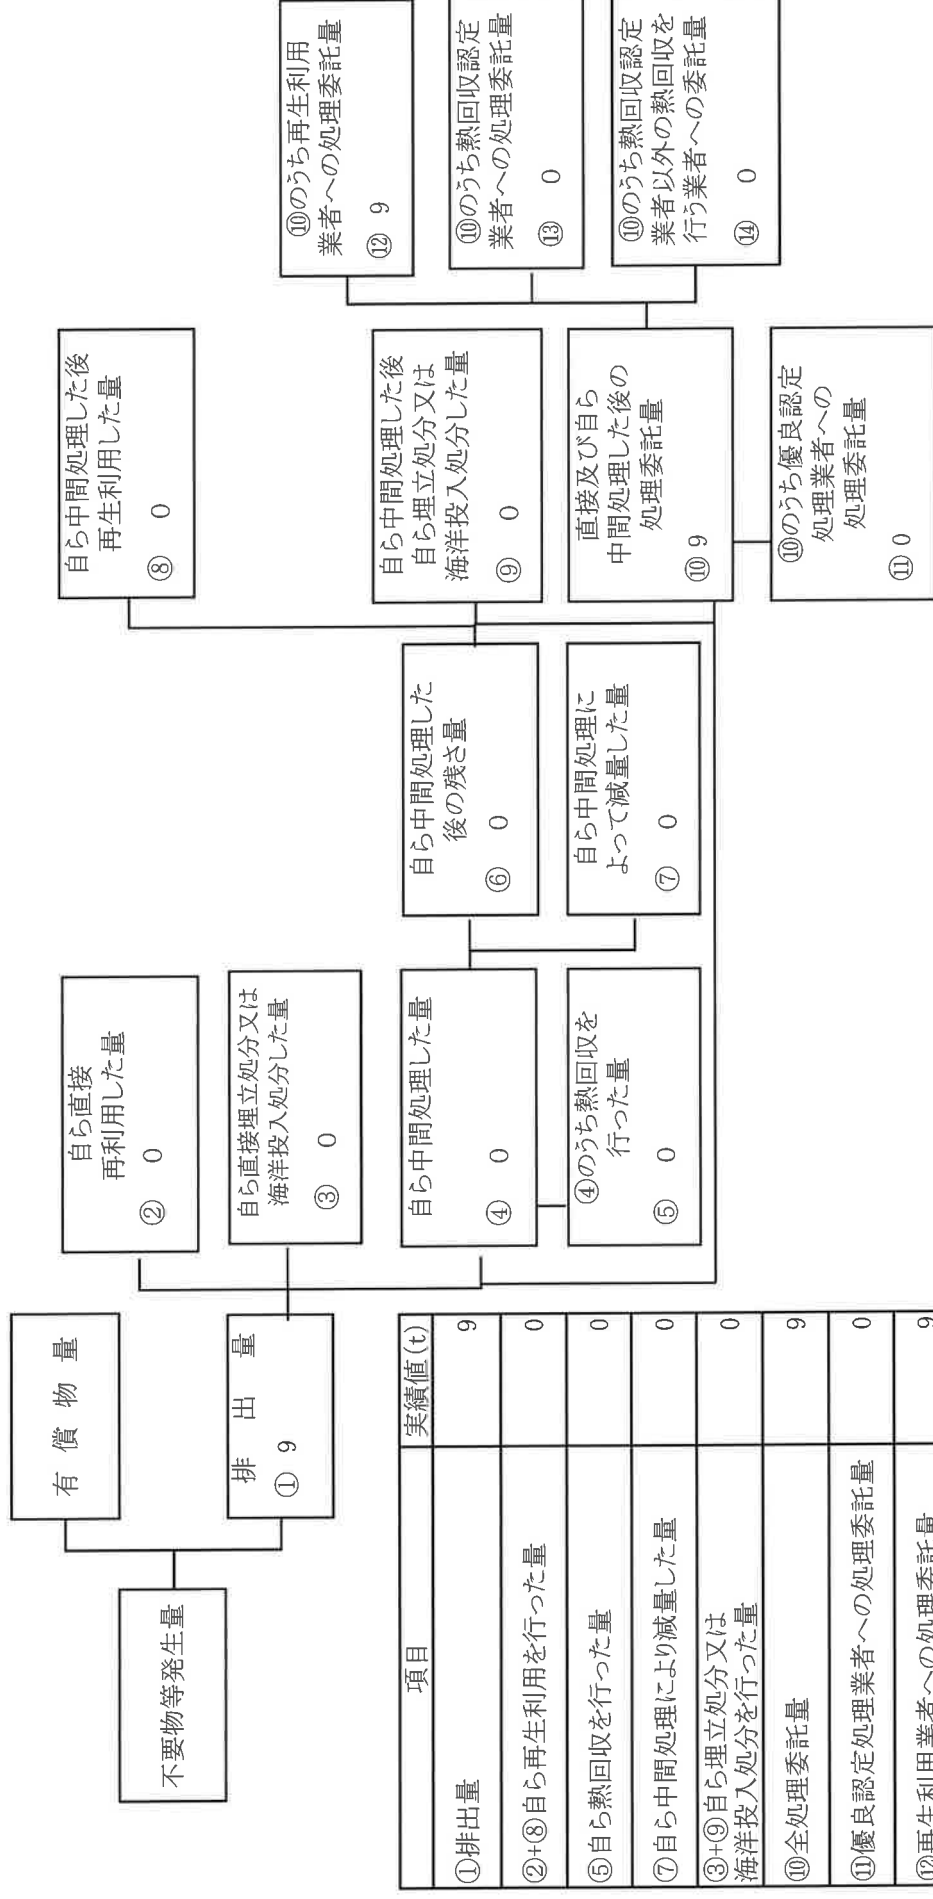 不要物等発生量
有償物量
排出量
① 9
自ら直接
再利用した量
② 0
自ら直接埋立処分又は
海洋投入処分した量
③ 0
自ら中間処理した量
④ 0
④のうち熱回収を
行った量
⑤ 0
自ら中間処理した
後の残さ量
⑥ 0
自ら中間処理に
よって減量した量
⑦ 0
自ら中間処理した後
再生利用した量
⑧ 0
自ら中間処理した後
自ら埋立処分又は
海洋投入処分した量
⑨ 0
直接及び自ら
中間処理した後の
処理委託量
⑩ 9
⑩のうち優良認定
処理業者への
処理委託量
⑪ 0
⑩のうち再生利用
業者への処理委託量
⑫ 9
⑩のうち熱回収認定
業者への処理委託量
⑬ 0
⑩のうち熱回収認定
業者以外の熱回収を
行う業者への委託量
⑭ 0
項目 実績値(t)
①排出量 9
②+⑧自ら再生利用を行った量 0
⑤自ら熱回収を行った量 0
⑦自ら中間処理により減量した量 0
③+⑨自ら埋立処分又は
海洋投入処分を行った量 0
⑩全処理委託量 9
⑪優良認定処理業者への処理委託量 0
⑫再生利用業者への処理委託量 9